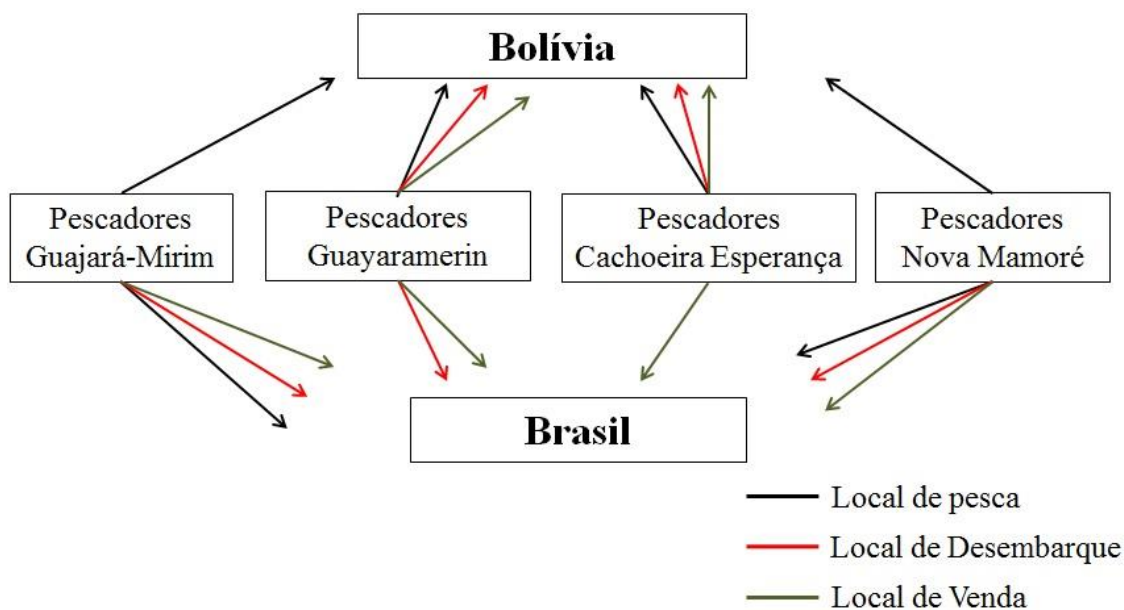 Bolívia
Pescadores
Guajará-Mirim
Pescadores
Guayaramerin
Pescadores
Cachoeira Esperança
Pescadores
Nova Mamoré
Brasil
Local de pesca
Local de Desembarque
Local de Venda